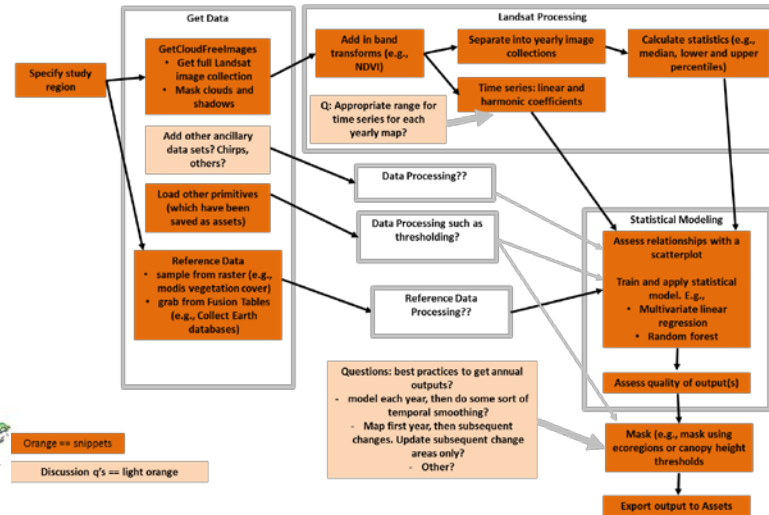 Get Data
Landsat Processing
Specify study
region
GetCloudFreeImages
• Get full Landsat
image collection
• Mask clouds and
shadows
Add in band
transforms (e.g.,
NDVI)
Separate into yearly image
collections
Calculate statistics (e.g.,
median, lower and upper
percentiles)
Time series: linear and
harmonic coefficients
Q: Appropriate range for
time series for each
yearly map?
Add other ancillary
data sets? Chirps,
others?
Data Processing??
Load other primitives
(which have been
saved as assets)
Data Processing such as
thresholding?
Statistical Modeling
Assess relationships with a
scatterplot
Train and apply statistical
model. E.g.,
• Multivariate linear
regression
• Random forest
Reference Data
• sample from raster (e.g.,
modis vegetation cover)
• grab from Fusion Tables
(e.g., Collect Earth
databases)
Reference Data
Processing??
Assess quality of output(s)
Questions: best practices to get annual
outputs?
- model each year, then do some sort of
temporal smoothing?
- Map first year, then subsequent
changes. Update subsequent change
areas only?
- Other?
Mask (e.g., mask using
ecoregions or canopy height
thresholds
Export output to Assets
Orange == snippets
Discussion q's == light orange